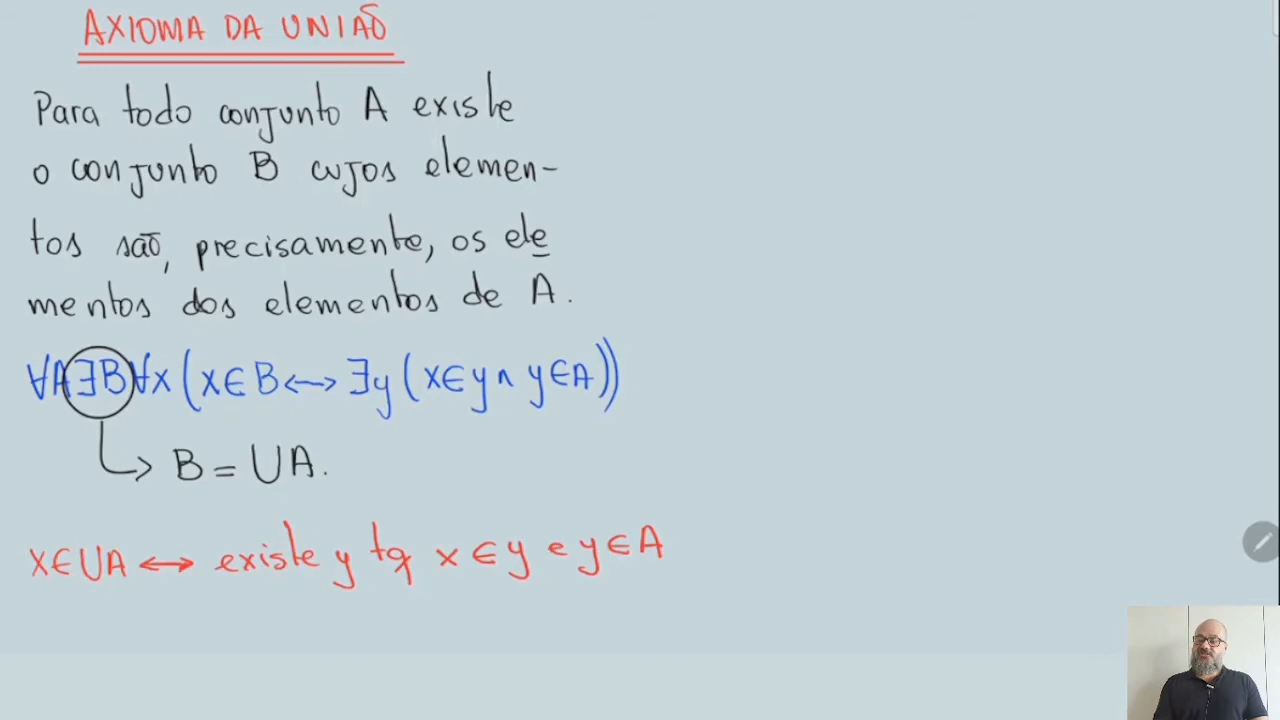 AXIOMA DA UNIÃO
Para todo conjunto A existe
o conjunto B cujos elemen-
tos são, precisamente, os ele
mentos dos elementos de A.
∀A∃B∀x(x∈B↔∃y(x∈y∧y∈A))
B=∪A.
x∈∪A↔existe y tq x∈y e y∈A